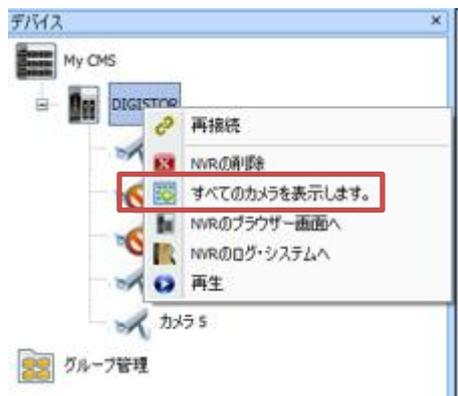 デバイス ×
My CMS
DIGISTOR
再接続
NVRの削除
すべてのカメラを表示します。
NVRのブラウザー画面へ
NVRのログ・システムへ
再生
カメラ 5
グループ管理